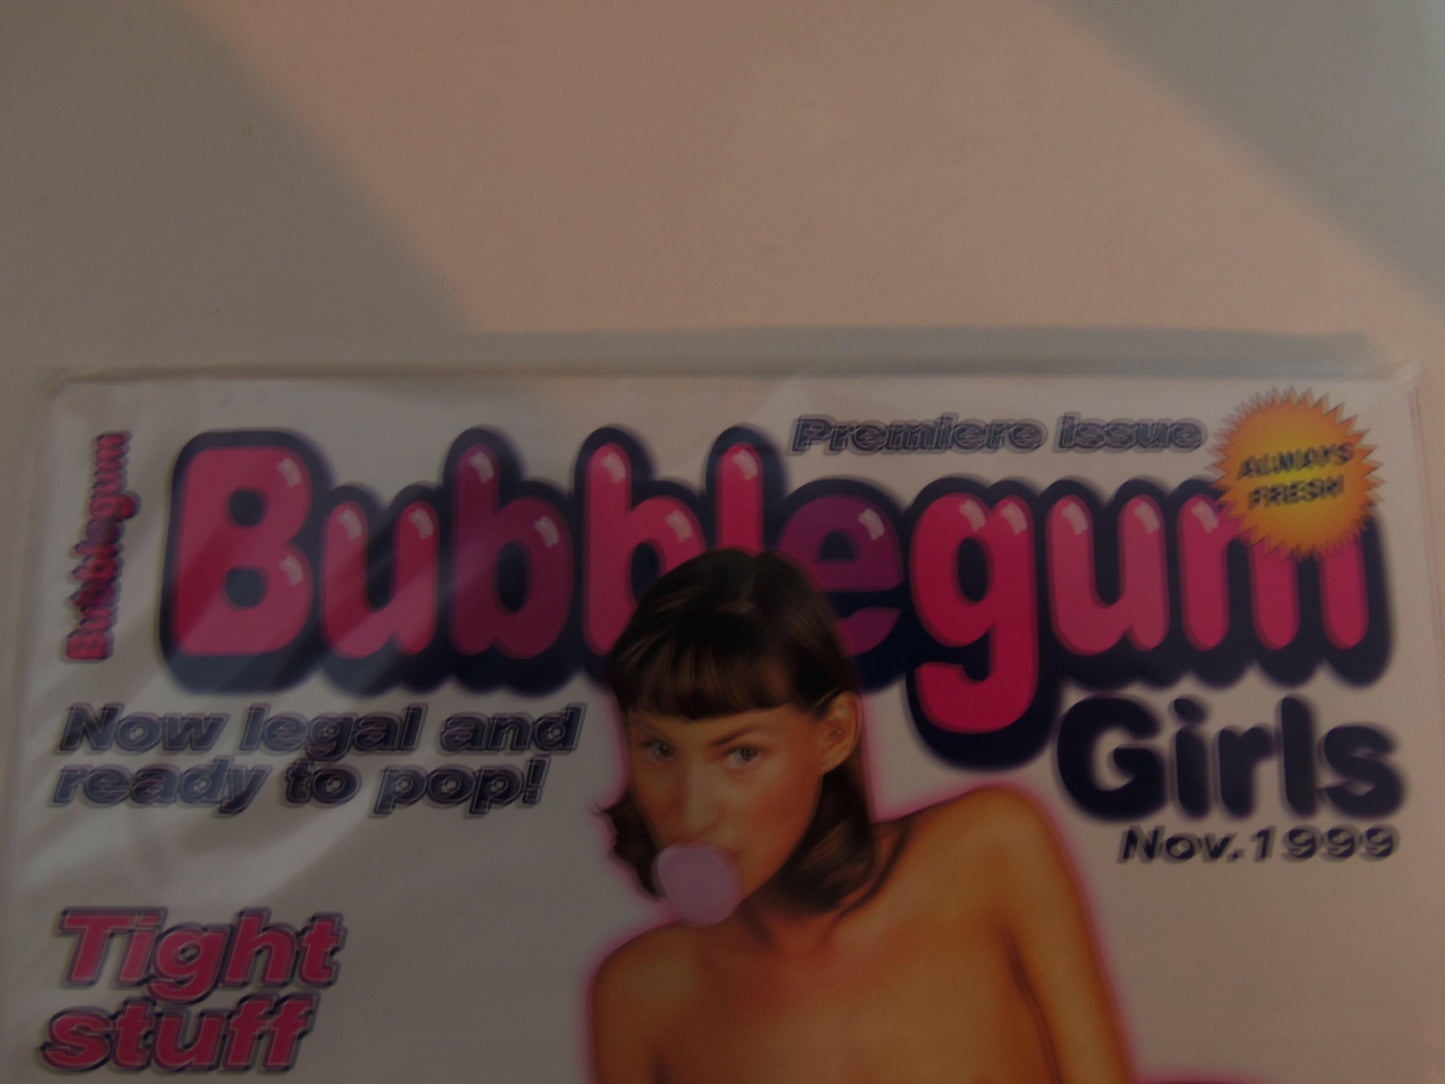 Premiere issue
ALWAYS
FRESH
Bubblegum
Bubblegum
Girls
Nov. 1999
Now legal and
ready to pop!
Tight
stuff